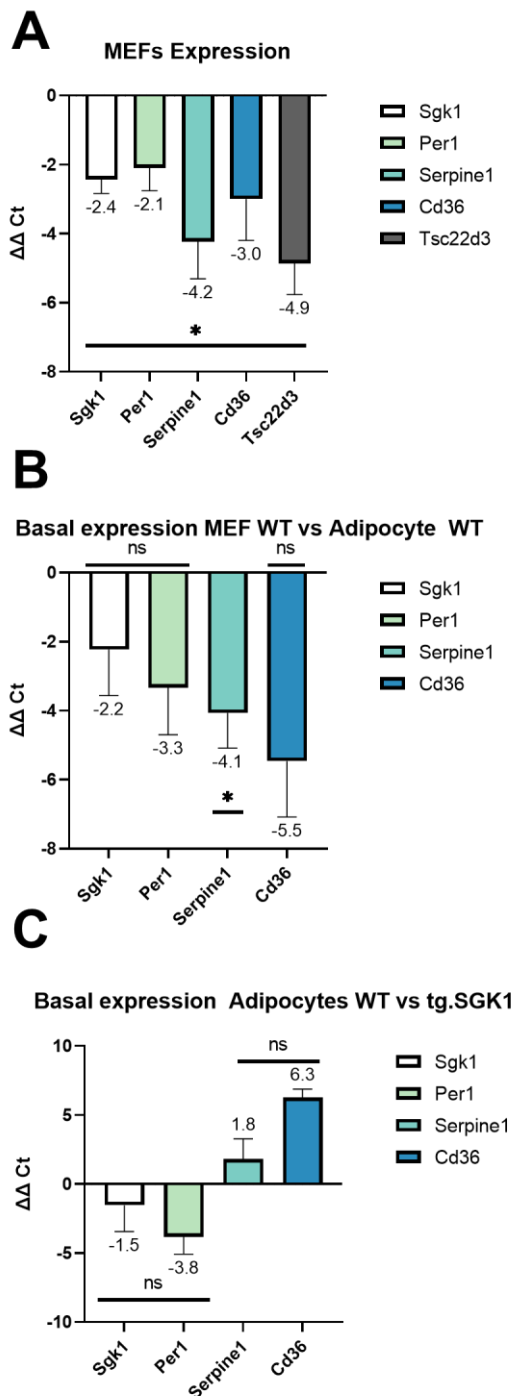 A
MEFs Expression
ΔΔ Ct
0
-2
-4
-6
-8
-2.4
-2.1
-4.2
-3.0
-4.9
*
Sgk1
Per1
Serpine1
Cd36
Tsc22d3
Sgk1
Per1
Serpine1
Cd36
Tsc22d3
B
Basal expression MEF WT vs Adipocyte WT
ns
ns
ΔΔ Ct
0
-2
-4
-6
-8
-2.2
-3.3
-4.1
-5.5
*
Sgk1
Per1
Serpine1
Cd36
Sgk1
Per1
Serpine1
Cd36
C
Basal expression Adipocytes WT vs tg.SGK1
ΔΔ Ct
10
5
0
-5
-10
ns
6.3
1.8
-1.5
-3.8
ns
Sgk1
Per1
Serpine1
Cd36
Sgk1
Per1
Serpine1
Cd36